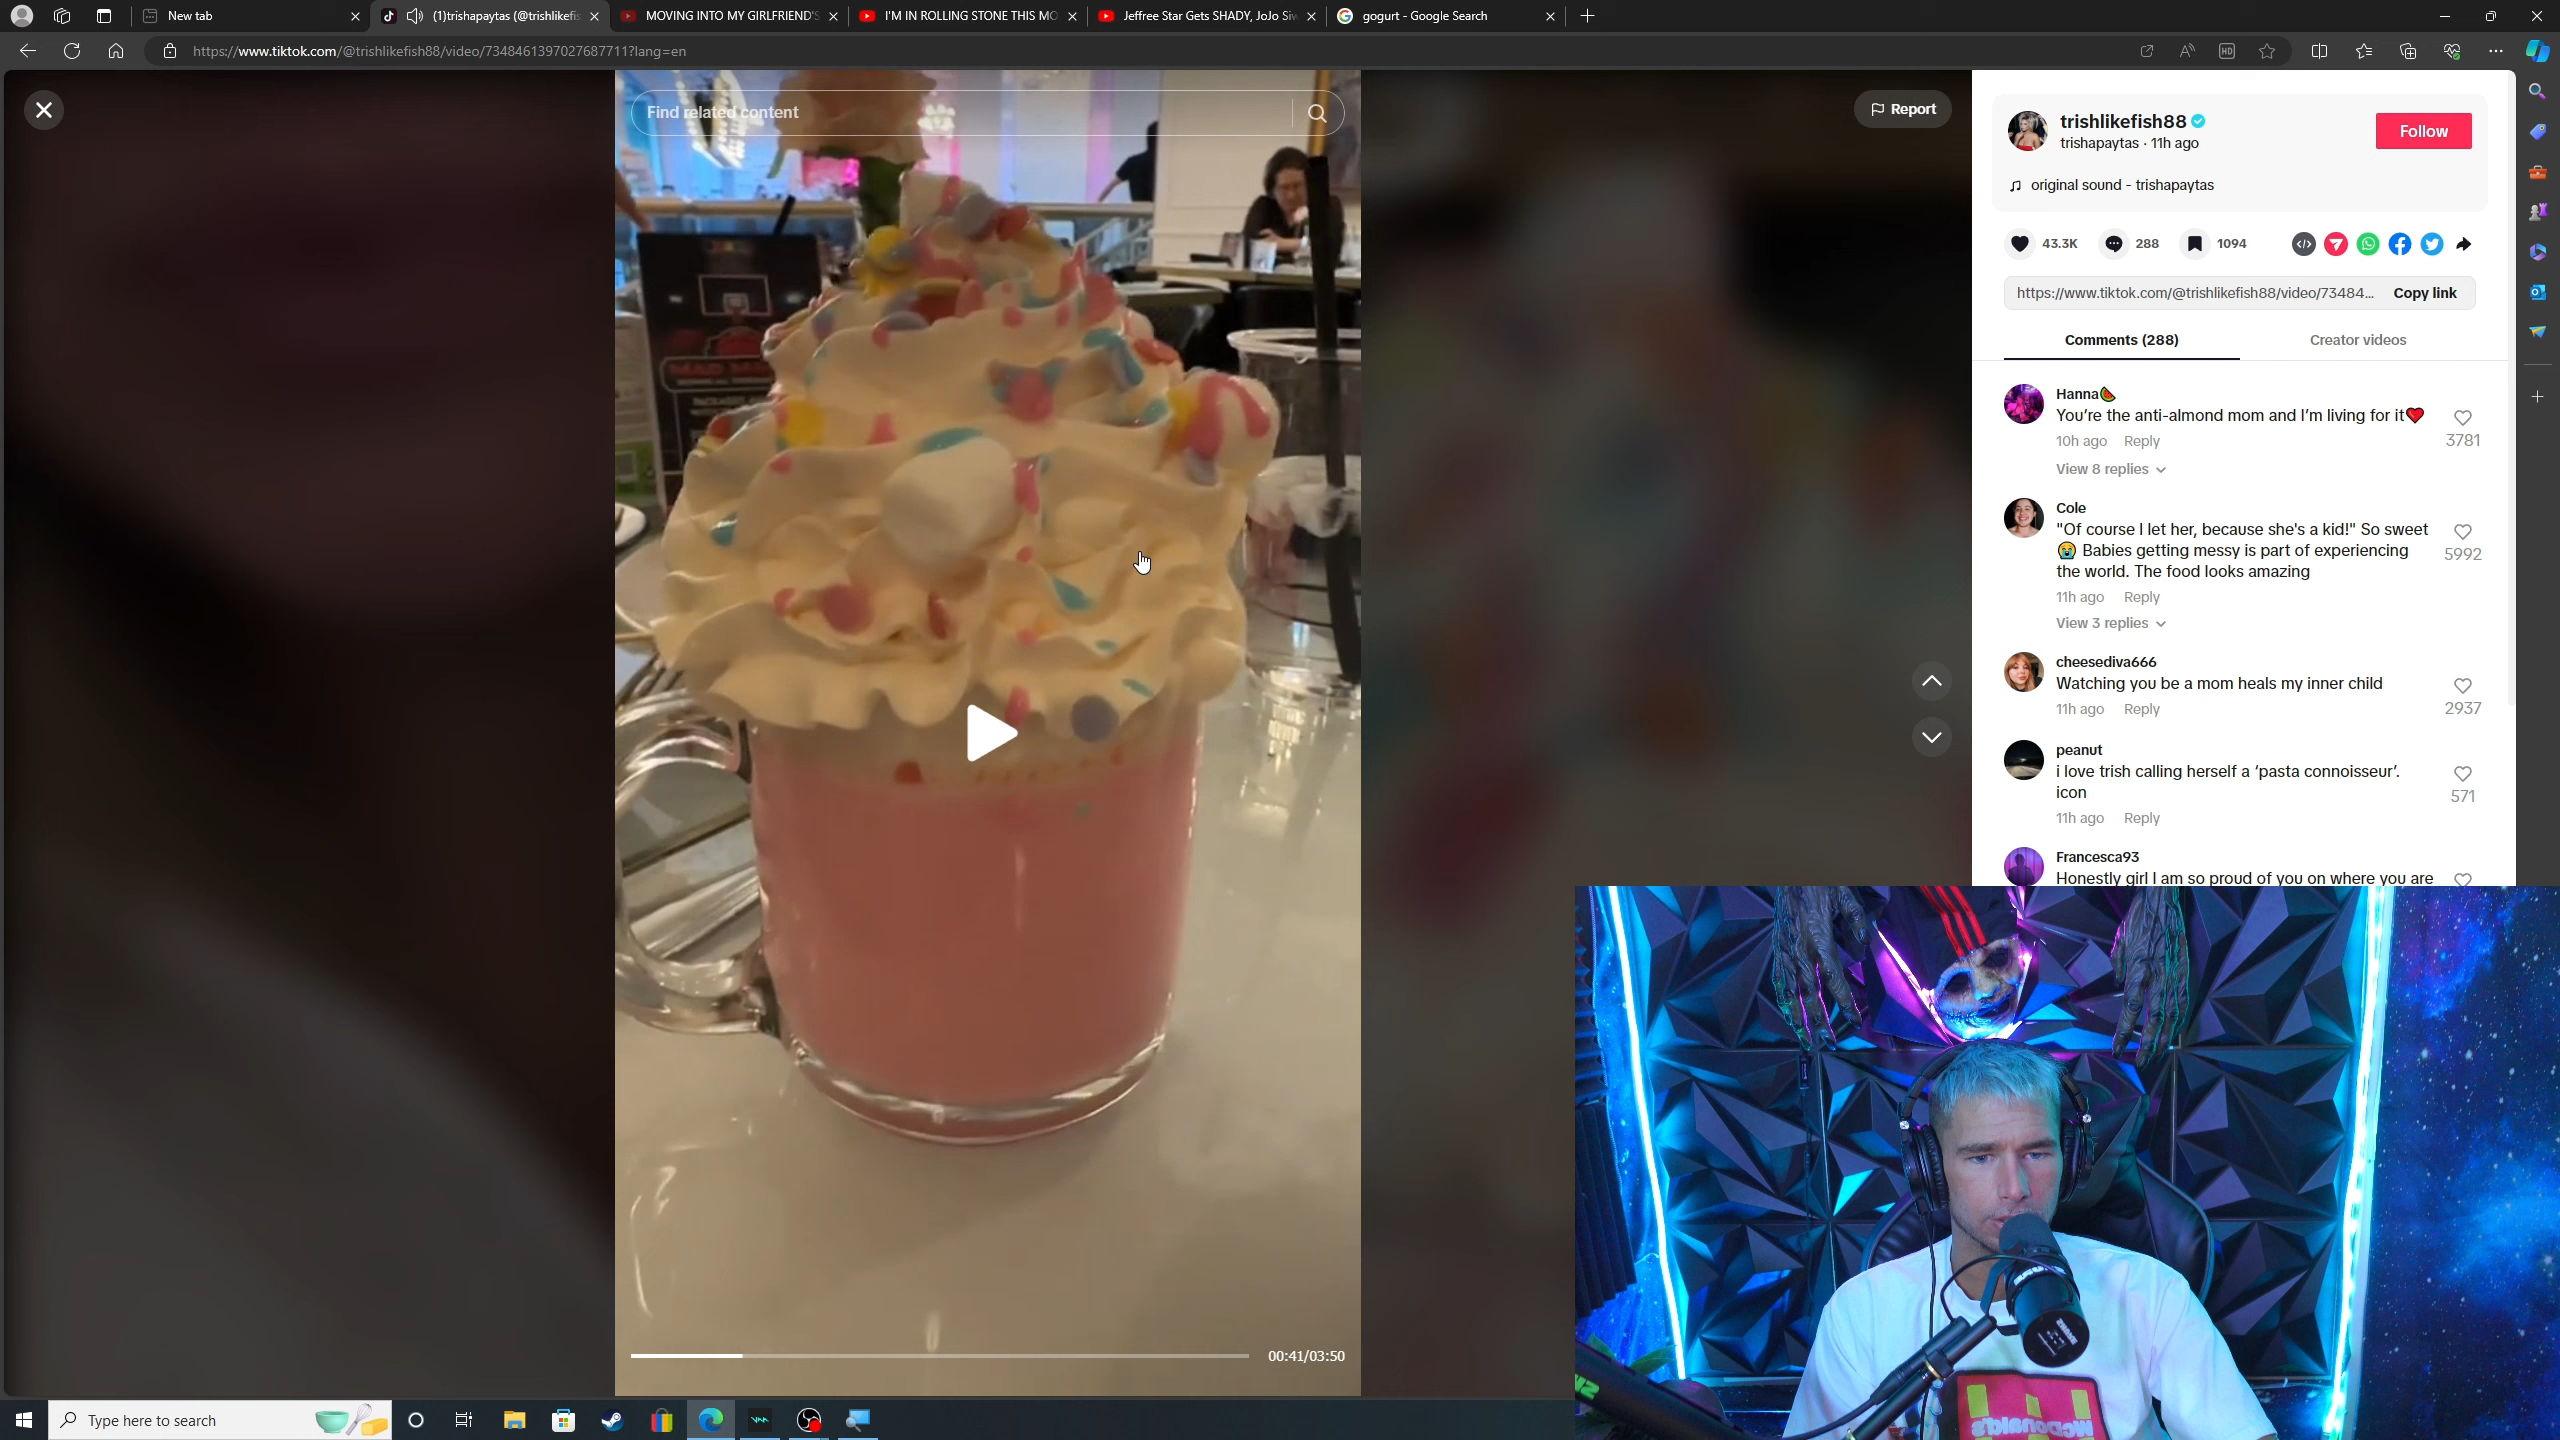 New tab
(1)trishapaytas (@trishlikefis
MOVING INTO MY GIRLFRIEND'S
I'M IN ROLLING STONE THIS MO
Jeffree Star Gets SHADY, JoJo Siw
gogurt - Google Search
https://www.tiktok.com/@trishlikefish88/video/7348461397027687711?lang=en
Find related content
Report
trishlikefish88
trishapaytas · 11h ago
Follow
original sound - trishapaytas
43.3K
288
1094
https://www.tiktok.com/@trishlikefish88/video/73484...
Copy link
Comments (288)
Creator videos
Hanna
You're the anti-almond mom and I'm living for it
3781
10h ago Reply
View 8 replies
Cole
"Of course I let her, because she's a kid!" So sweet
Babies getting messy is part of experiencing
the world. The food looks amazing
5992
11h ago Reply
View 3 replies
cheesediva666
Watching you be a mom heals my inner child
2937
11h ago Reply
peanut
i love trish calling herself a 'pasta connoisseur'.
icon
571
11h ago Reply
Francesca93
Honestly girl I am so proud of you on where you are
00:41/03:50
Type here to search
McDonald's